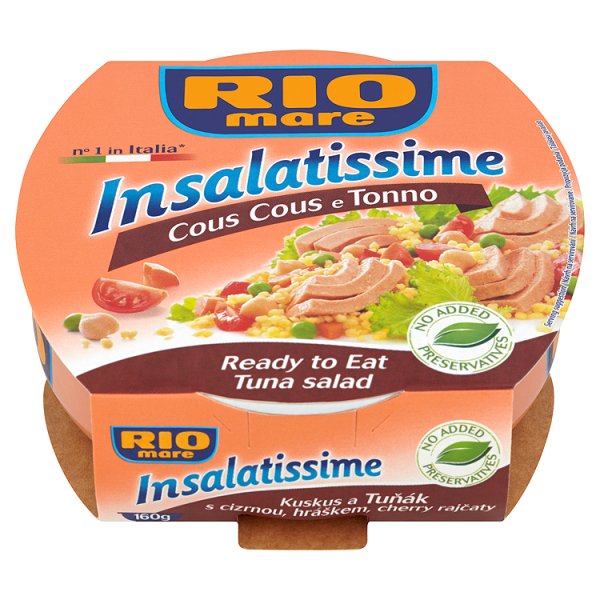 RIO
mare
n° 1 in Italia*
Insalatissime
Cous Cous e Tonno
NO ADDED
PRESERVATIVES
Ready to Eat
Tuna salad
RIO
mare
Insalatissime
160g
Kuskus a Tuňák
s cizrnou, hráškem, cherry rajčaty
NO ADDED
PRESERVATIVES